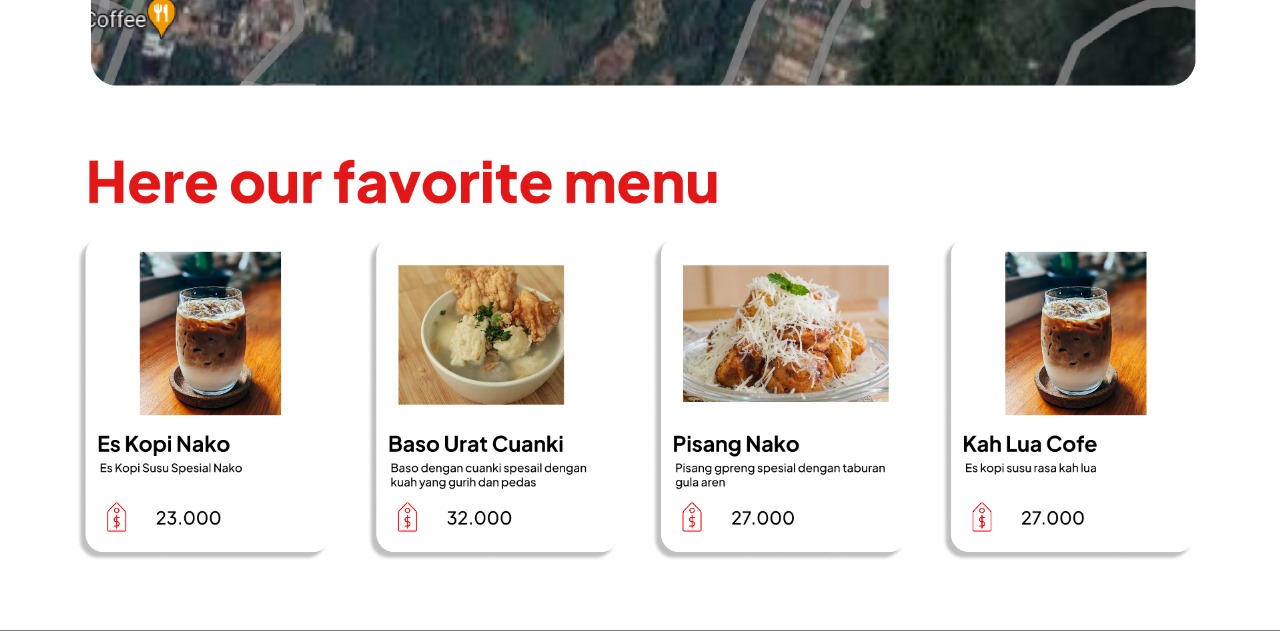 Coffee
Here our favorite menu
Es Kopi Nako
Es Kopi Susu Spesial Nako
$ 23.000
Baso Urat Cuanki
Baso dengan cuanki spesail dengan
kuah yang gurih dan pedas
$ 32.000
Pisang Nako
Pisang gpreng spesial dengan taburan
gula aren
$ 27.000
Kah Lua Cofe
Es kopi susu rasa kah lua
$ 27.000